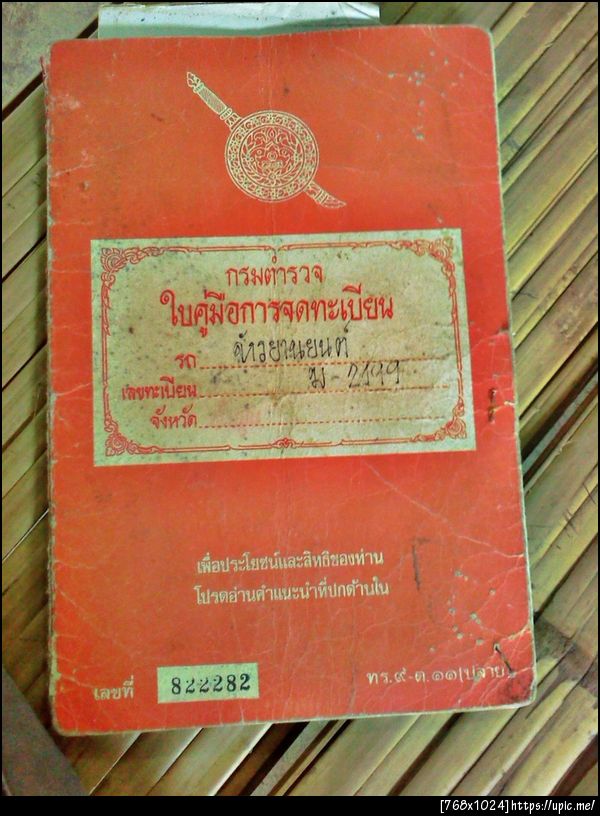 กรมตำรวจ
ใบคู่มือการจดทะเบียน
รถ จักรยานยนต์
เลขทะเบียน ม-2199
จังหวัด
เพื่อประโยชน์และสิทธิของท่าน
โปรดอ่านคำแนะนำที่ปกด้านใน
เลขที่ 822282
ทร.๙-ต.๑๑(ปลาย)
[768x1024]https://upic.me/